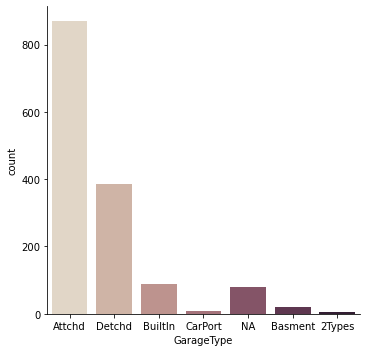 800
600
400
200
0
count
Attchd Detchd BuiltIn CarPort NA Basment 2Types
GarageType